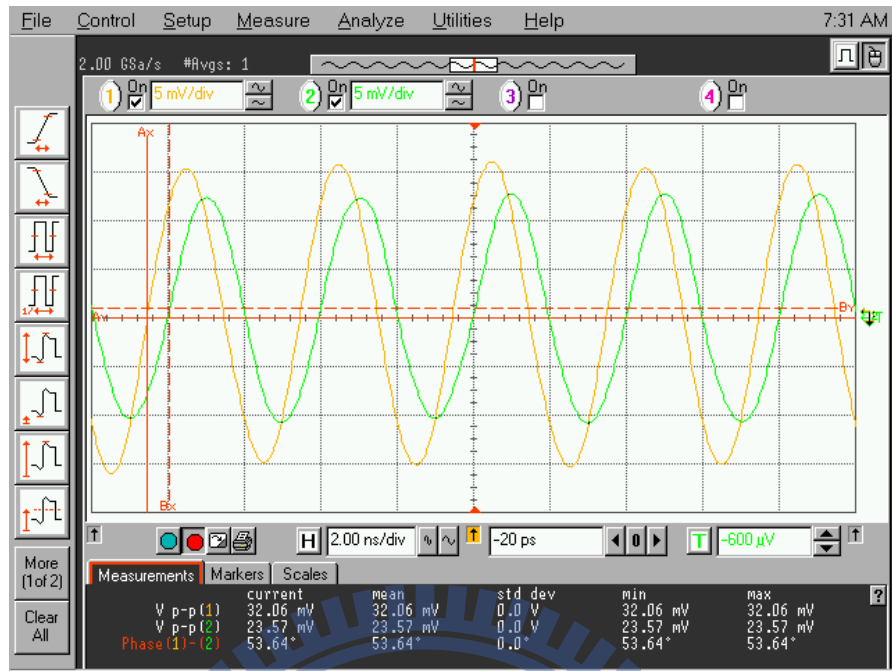 File Control Setup Measure Analyze Utilities Help 7:31 AM
2.00 GSa/s #Avgs: 1
1 On 5 mV/div 2 On 5 mV/div 3 On 4 On
Ax
Ay By
Bx
H 2.00 ns/div -20 ps 0 T -600 µV
More
(1of 2)
Clear
All
Measurements Markers Scales
current mean std dev min max ?
V p-p(1) 32.06 mV 32.06 mV 0.0 V 32.06 mV 32.06 mV
V p-p(2) 23.57 mV 23.57 mV 0.0 V 23.57 mV 23.57 mV
Phase(1)-(2) 53.64° 53.64° 0.0° 53.64° 53.64°